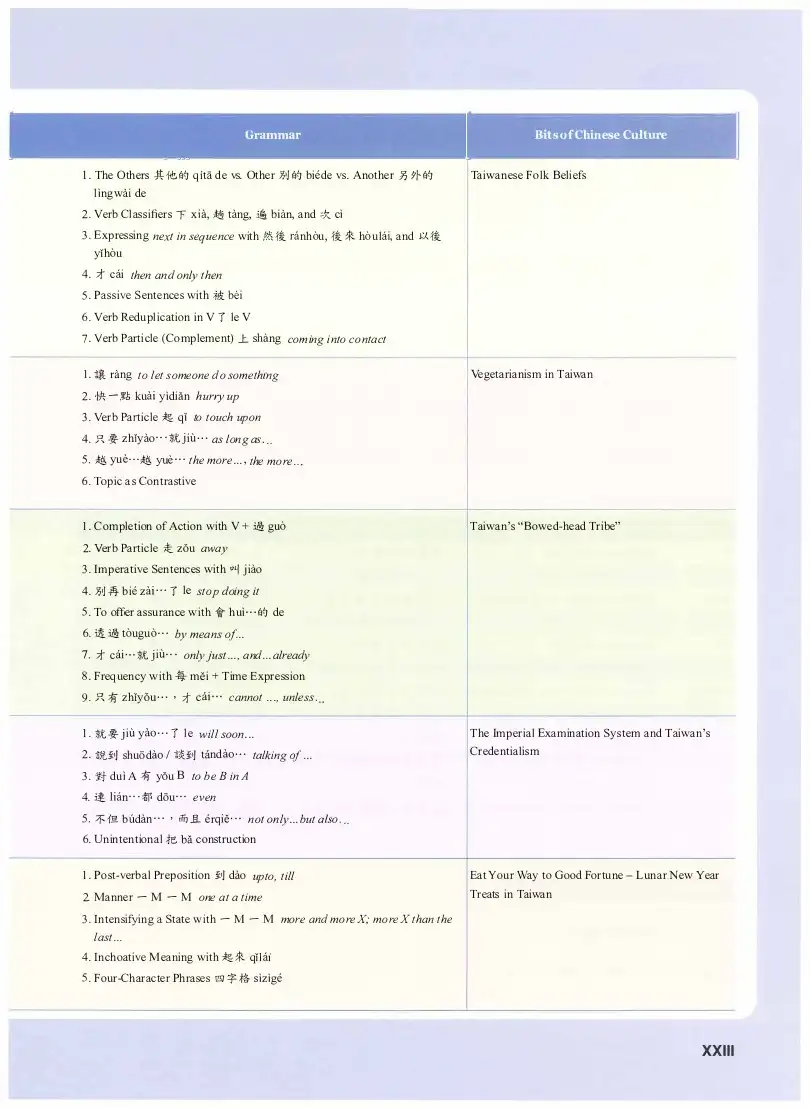 Grammar
Bits of Chinese Culture
1. The Others 其他的 qítā de vs. Other 別的 biéde vs. Another 另外的
lìngwài de
2. Verb Classifiers 下 xià, 趟 tàng, 遍 biàn, and 次 cì
3. Expressing next in sequence with 然後 ránhòu, 後來 hòulái, and 以後
yǐhòu
4. 才 cái then and only then
5. Passive Sentences with 被 bèi
6. Verb Reduplication in V了 le V
7. Verb Particle (Complement) 上 shàng coming into contact
Taiwanese Folk Beliefs
1. 讓 ràng to let someone do something
2. 快一點 kuài yìdiǎn hurry up
3. Verb Particle 起 qǐ to touch upon
4. 只要 zhǐyào…就 jiù… as long as…
5. 越 yuè…越 yuè… the more…, the more…
6. Topic as Contrastive
Vegetarianism in Taiwan
1. Completion of Action with V + 過 guò
2. Verb Particle 走 zǒu away
3. Imperative Sentences with 叫 jiào
4. 別再 bié zài…了 le stop doing it
5. To offer assurance with 會 huì…的 de
6. 透過 tòuguò… by means of…
7. 才 cái…就 jiù… only just…, and…already
8. Frequency with 每 měi + Time Expression
9. 只有 zhǐyǒu…，才 cái… cannot …, unless…
Taiwan’s “Bowed-head Tribe”
1. 就要 jiù yào…了 le will soon…
2. 說到 shuōdào / 談到 tándào… talking of …
3. 對 duì A 有 yǒu B to be B in A
4. 連 lián…都 dōu… even
5. 不但 búdàn…，而且 érqiě… not only…but also…
6. Unintentional 把 bǎ construction
The Imperial Examination System and Taiwan’s
Credentialism
1. Post-verbal Preposition 到 dào upto, till
2. Manner 一 M 一 M one at a time
3. Intensifying a State with 一 M 一 M more and more X; more X than the
last…
4. Inchoative Meaning with 起來 qǐlái
5. Four-Character Phrases 四字格 sìzìgé
Eat Your Way to Good Fortune – Lunar New Year
Treats in Taiwan
XXIII